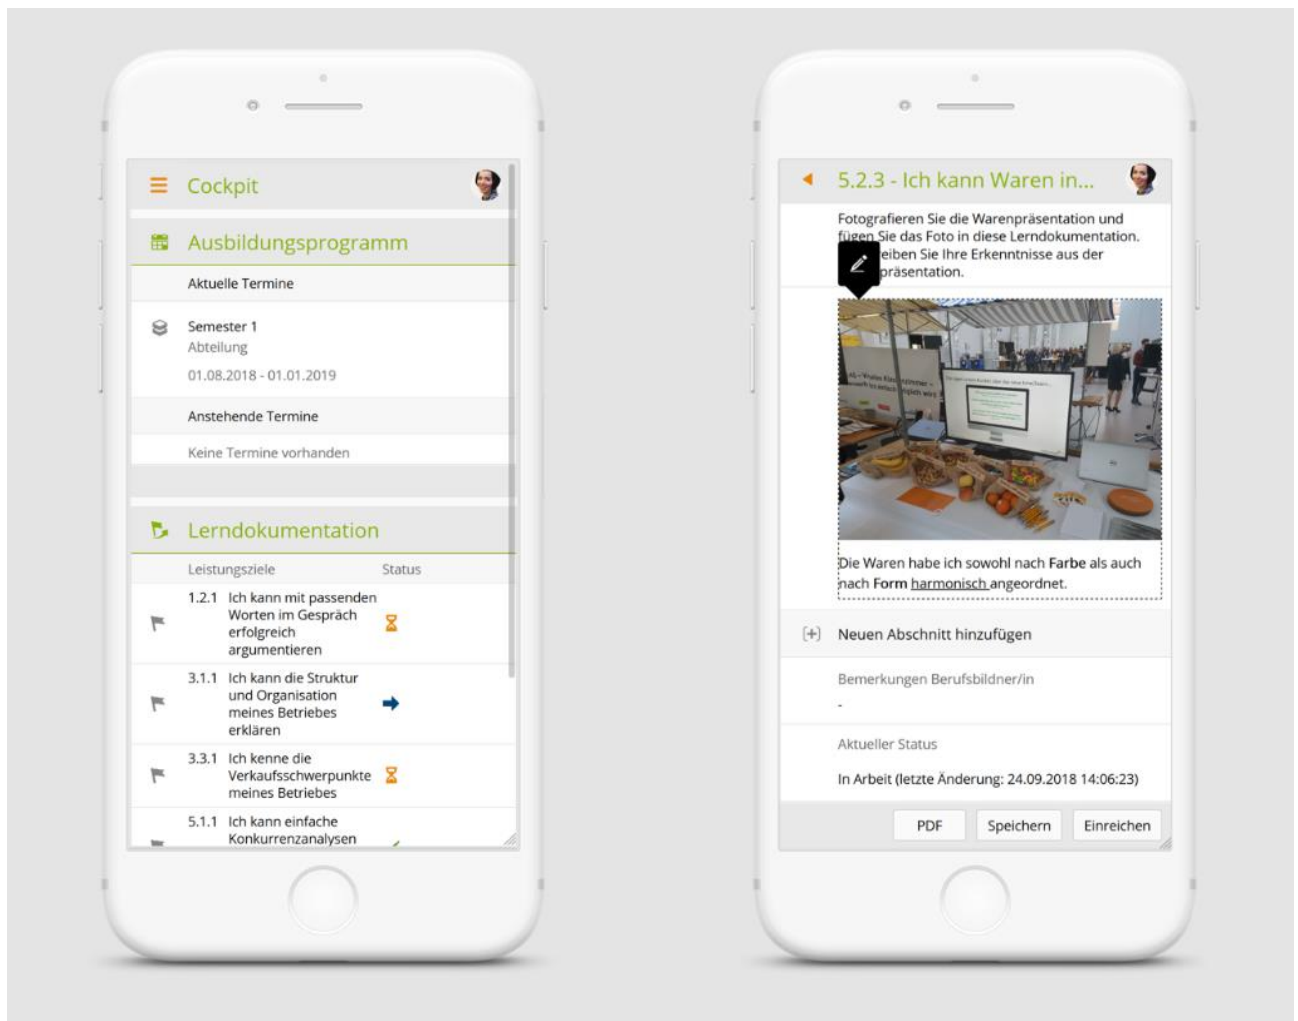 Cockpit
Ausbildungsprogramm
Aktuelle Termine
Semester 1
Abteilung
01.08.2018 - 01.01.2019
Anstehende Termine
Keine Termine vorhanden
Lerndokumentation
Leistungsziele Status
1.2.1 Ich kann mit passenden
Worten im Gespräch
erfolgreich
argumentieren
3.1.1 Ich kann die Struktur
und Organisation
meines Betriebes
erklären
3.3.1 Ich kenne die
Verkaufsschwerpunkte
meines Betriebes
5.1.1 Ich kann einfache
Konkurrenzanalysen
5.2.3 - Ich kann Waren in...
Fotografieren Sie die Warenpräsentation und
fügen Sie das Foto in diese Lerndokumentation.
eiben Sie Ihre Erkenntnisse aus der
präsentation.
Die Waren habe ich sowohl nach Farbe als auch
nach Form harmonisch angeordnet.
Neuen Abschnitt hinzufügen
Bemerkungen Berufsbildner/in
-
Aktueller Status
In Arbeit (letzte Änderung: 24.09.2018 14:06:23)
PDF Speichern Einreichen